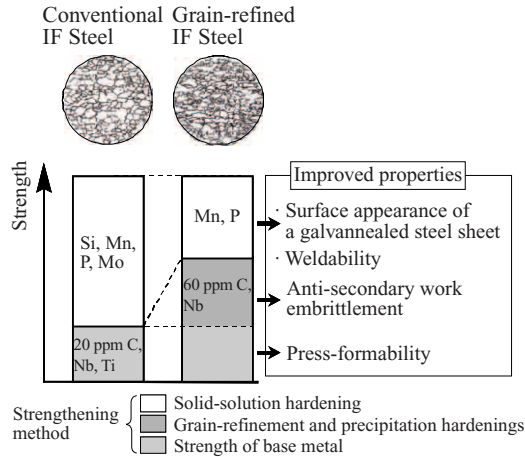 Conventional
IF Steel
Grain-refined
IF Steel
Strength
Si, Mn,
P, Mo
20 ppm C,
Nb, Ti
Mn, P
60 ppm C,
Nb
Improved properties
· Surface appearance of
a galvannealed steel sheet
· Weldability
Anti-secondary work
embrittlement
Press-formability
Strengthening
method
Solid-solution hardening
Grain-refinement and precipitation hardenings
Strength of base metal